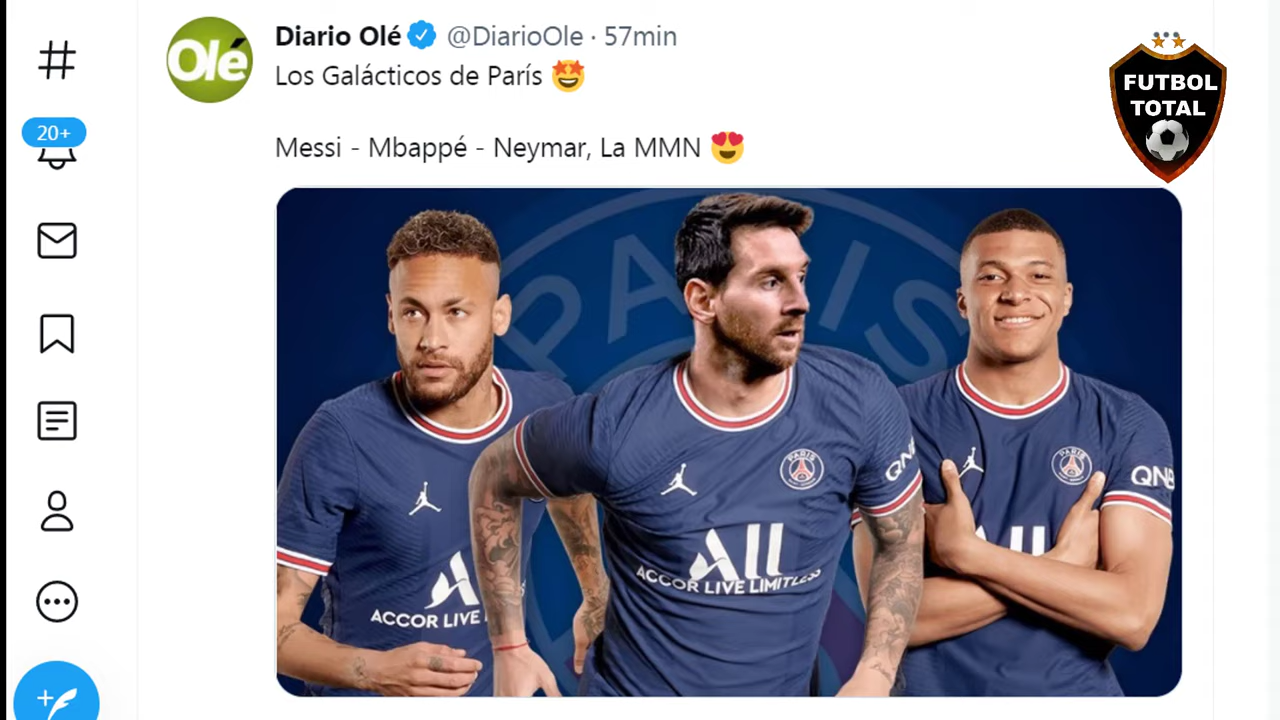 Olé
Diario Olé @DiarioOle · 57min
Los Galácticos de París 🤩
Messi - Mbappé - Neymar, La MMN 😍
20+
FUTBOL
TOTAL
PARIS
PARIS
PARIS
QNB
QNB
ALL
ACCOR LIVE LIMITLESS
ACCOR LIVE